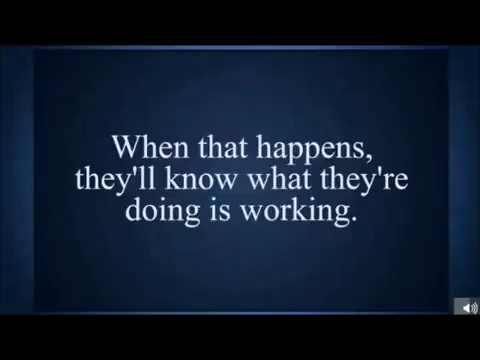 When that happens,
they'll know what they're
doing is working.